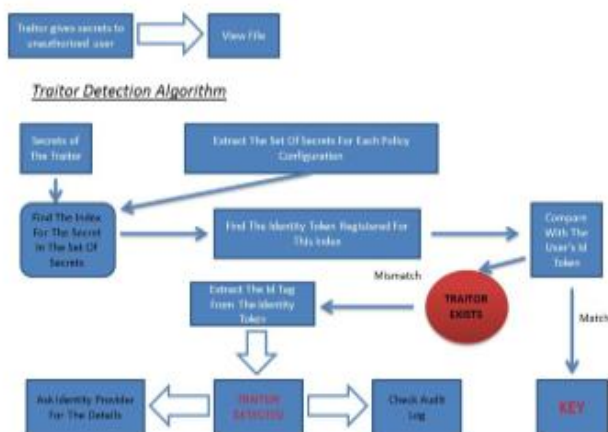 Traitor gives secrets to
unauthorized user
View File
Traitor Detection Algorithm
Secrets of
the Traitor
Extract The Set Of Secrets For Each Policy
Configuration
Find The Index
For The Secret
In The Set Of
Secrets
Find The Identity Token Registered For
This Index
Compare
With The
User's Id
Token
Mismatch
Extract The Id Tag
From The Identity
Token
TRAITOR
EXISTS
Match
Ask Identity Provider
For The Details
TRAITOR
DETECTED
Check Audit
Log
KEY